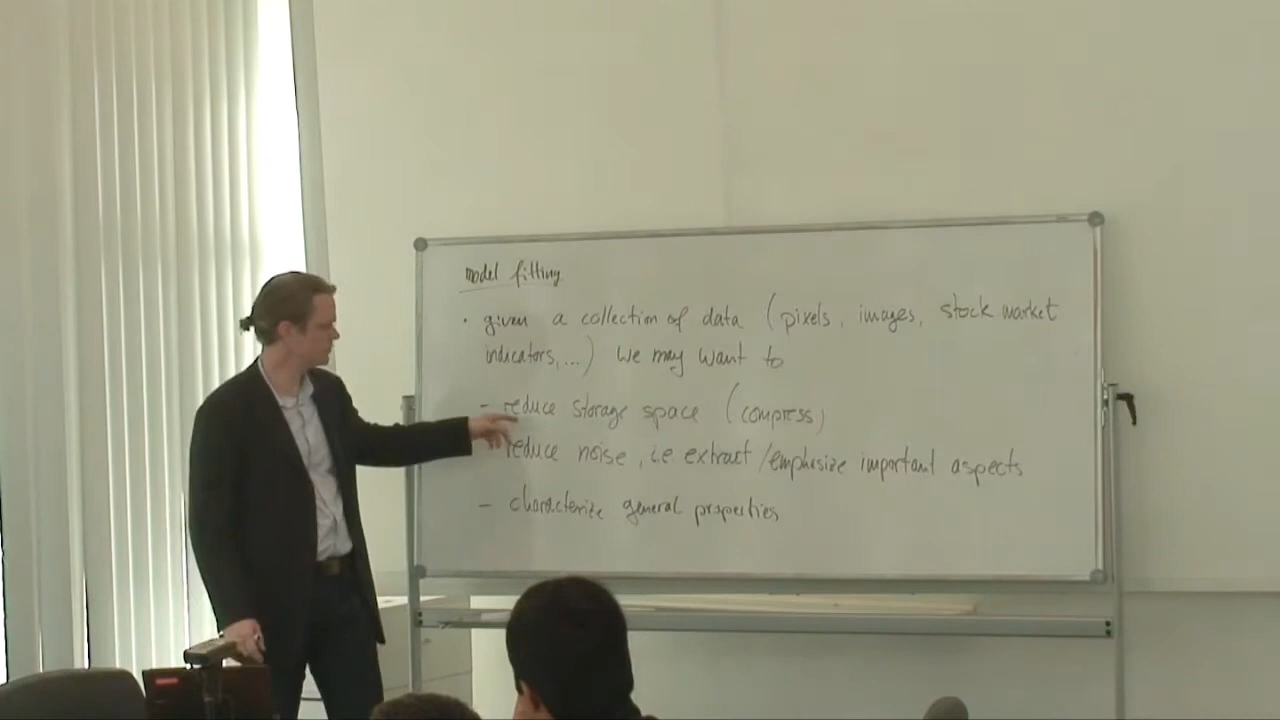 model fitting
· given a collection of data (pixels, images, stock market
indicators, ...) we may want to
- reduce storage space (compress)
reduce noise, i.e. extract/emphasize important aspects
- characterize general properties